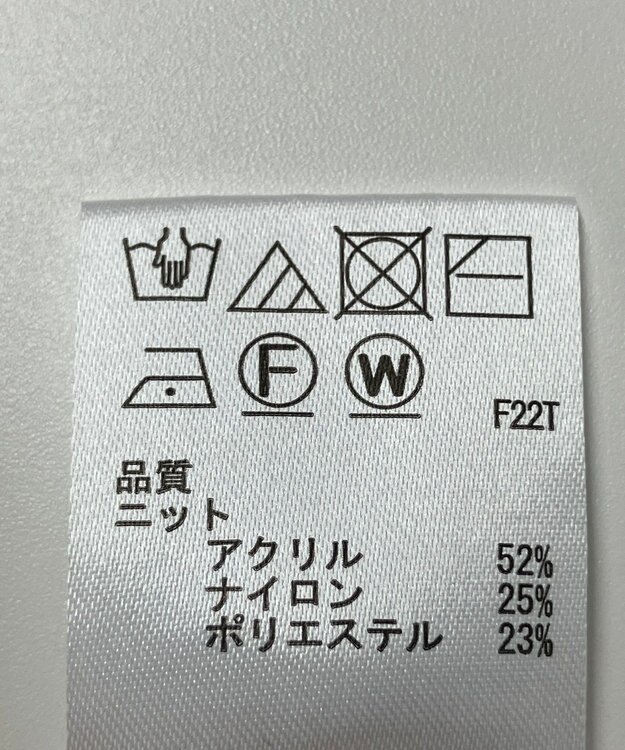 F W
F22T
品質
ニット
アクリル 52%
ナイロン 25%
ポリエステル 23%